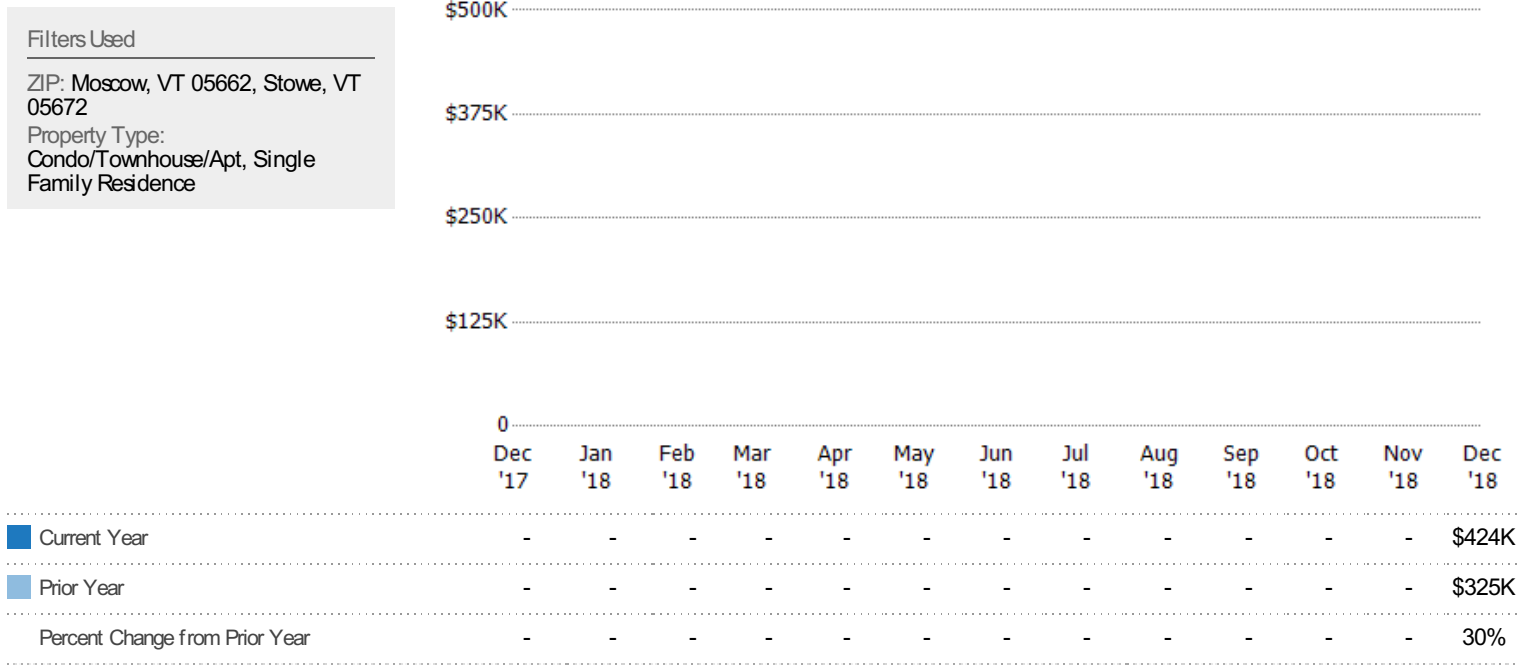 Filters Used
ZIP: Moscow, VT 05662, Stowe, VT
05672
Property Type:
Condo/Townhouse/Apt, Single
Family Residence
$500K
$375K
$250K
$125K
0
Dec Jan Feb Mar Apr May Jun Jul Aug Sep Oct Nov Dec
'17 '18 '18 '18 '18 '18 '18 '18 '18 '18 '18 '18 '18
Current Year - - - - - - - - - - - - $424K
Prior Year - - - - - - - - - - - - $325K
Percent Change from Prior Year - - - - - - - - - - - - 30%